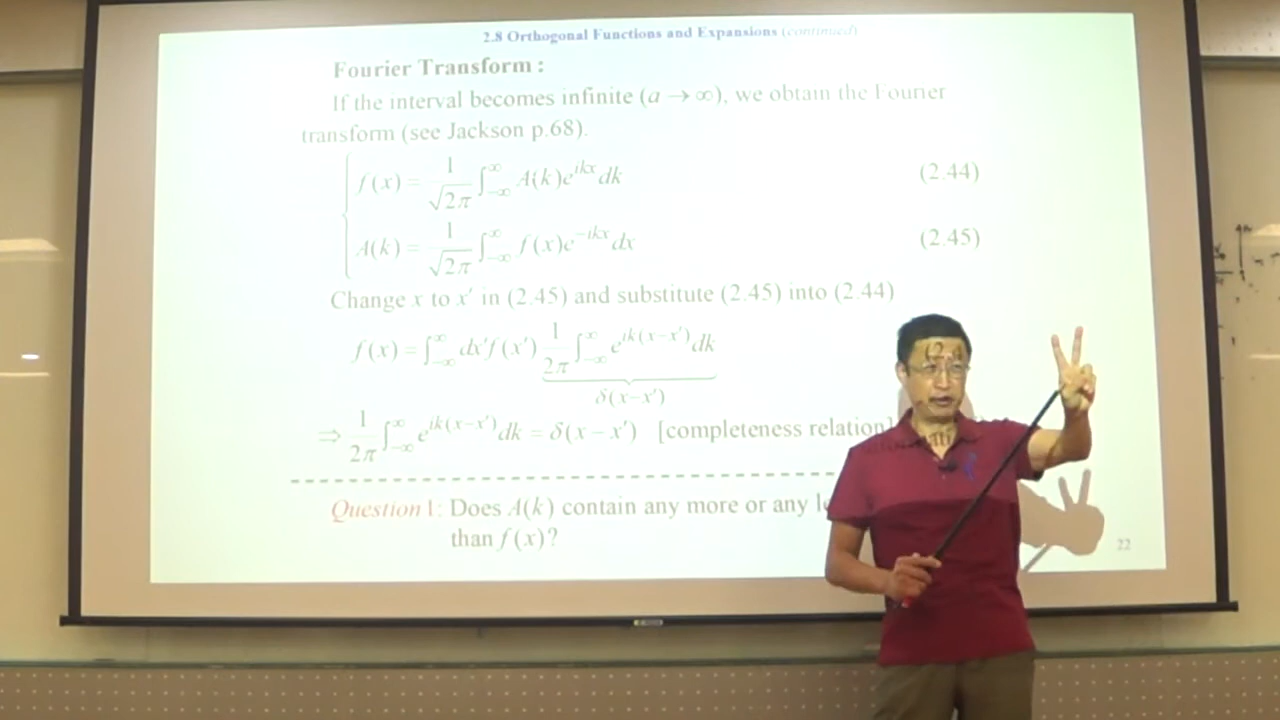 2.8 Orthogonal Functions and Expansions (continued)
Fourier Transform :
If the interval becomes infinite (a → ∞), we obtain the Fourier
transform (see Jackson p.68).
f(x) = 1/√2π ∫_{-∞}^{∞} A(k)e^{ikx} dk (2.44)
A(k) = 1/√2π ∫_{-∞}^{∞} f(x)e^{-ikx} dx (2.45)
Change x to x′ in (2.45) and substitute (2.45) into (2.44)
f(x) = ∫_{-∞}^{∞} dx′f(x′) 1/2π ∫_{-∞}^{∞} e^{ik(x-x′)} dk
δ(x-x′)
⇒ 1/2π ∫_{-∞}^{∞} e^{ik(x-x′)} dk = δ(x − x′) [completeness relation]
Question 1: Does A(k) contain any more or any
than f(x)?
22